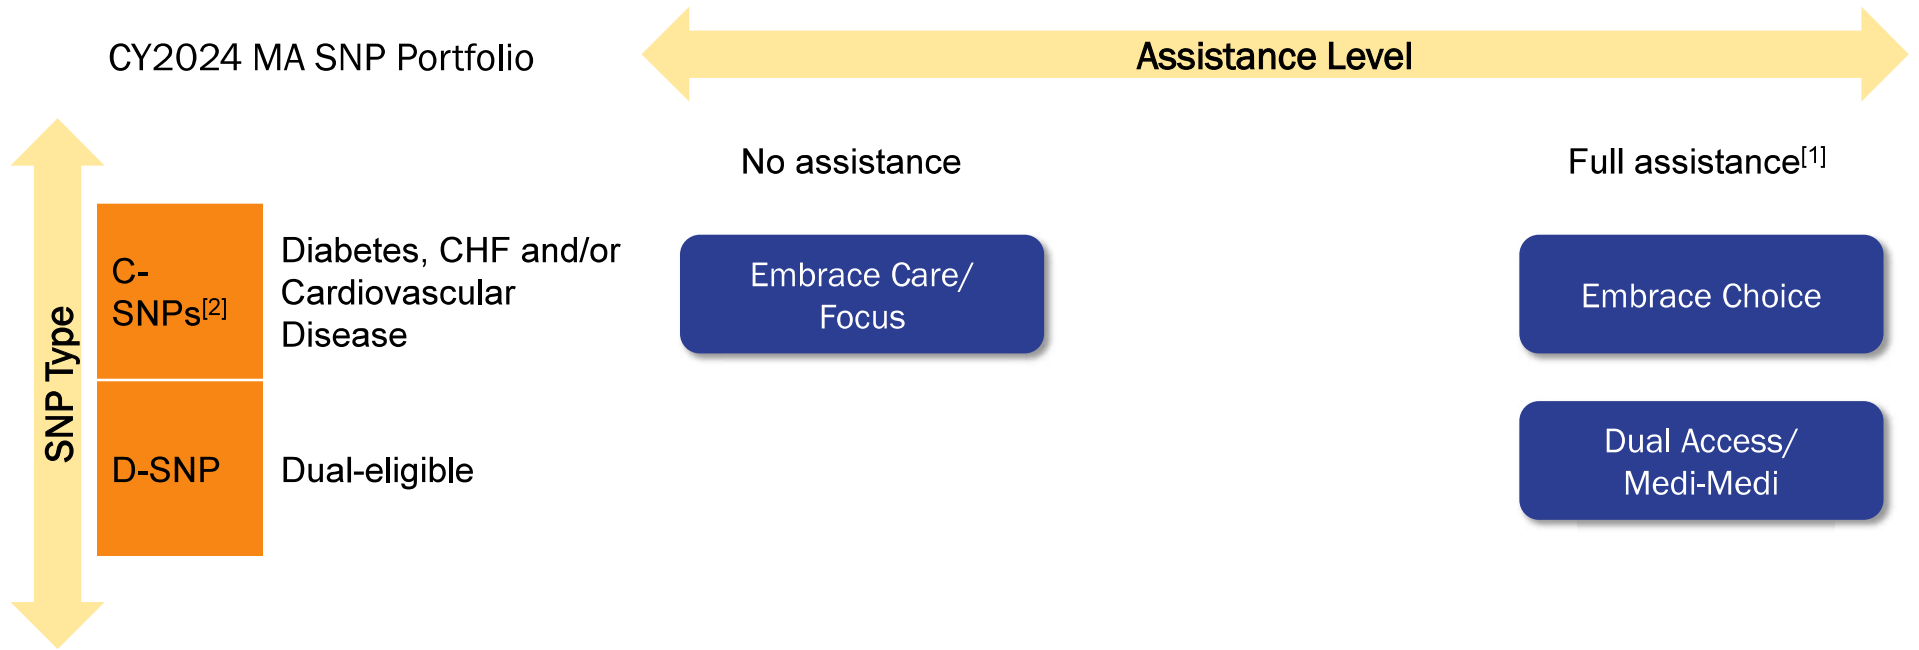 CY2024 MA SNP Portfolio
Assistance Level
No assistance
Full assistance[1]
SNP Type
C-
SNPs[2]
Diabetes, CHF and/or
Cardiovascular
Disease
Embrace Care/
Focus
Embrace Choice
D-SNP
Dual-eligible
Dual Access/
Medi-Medi